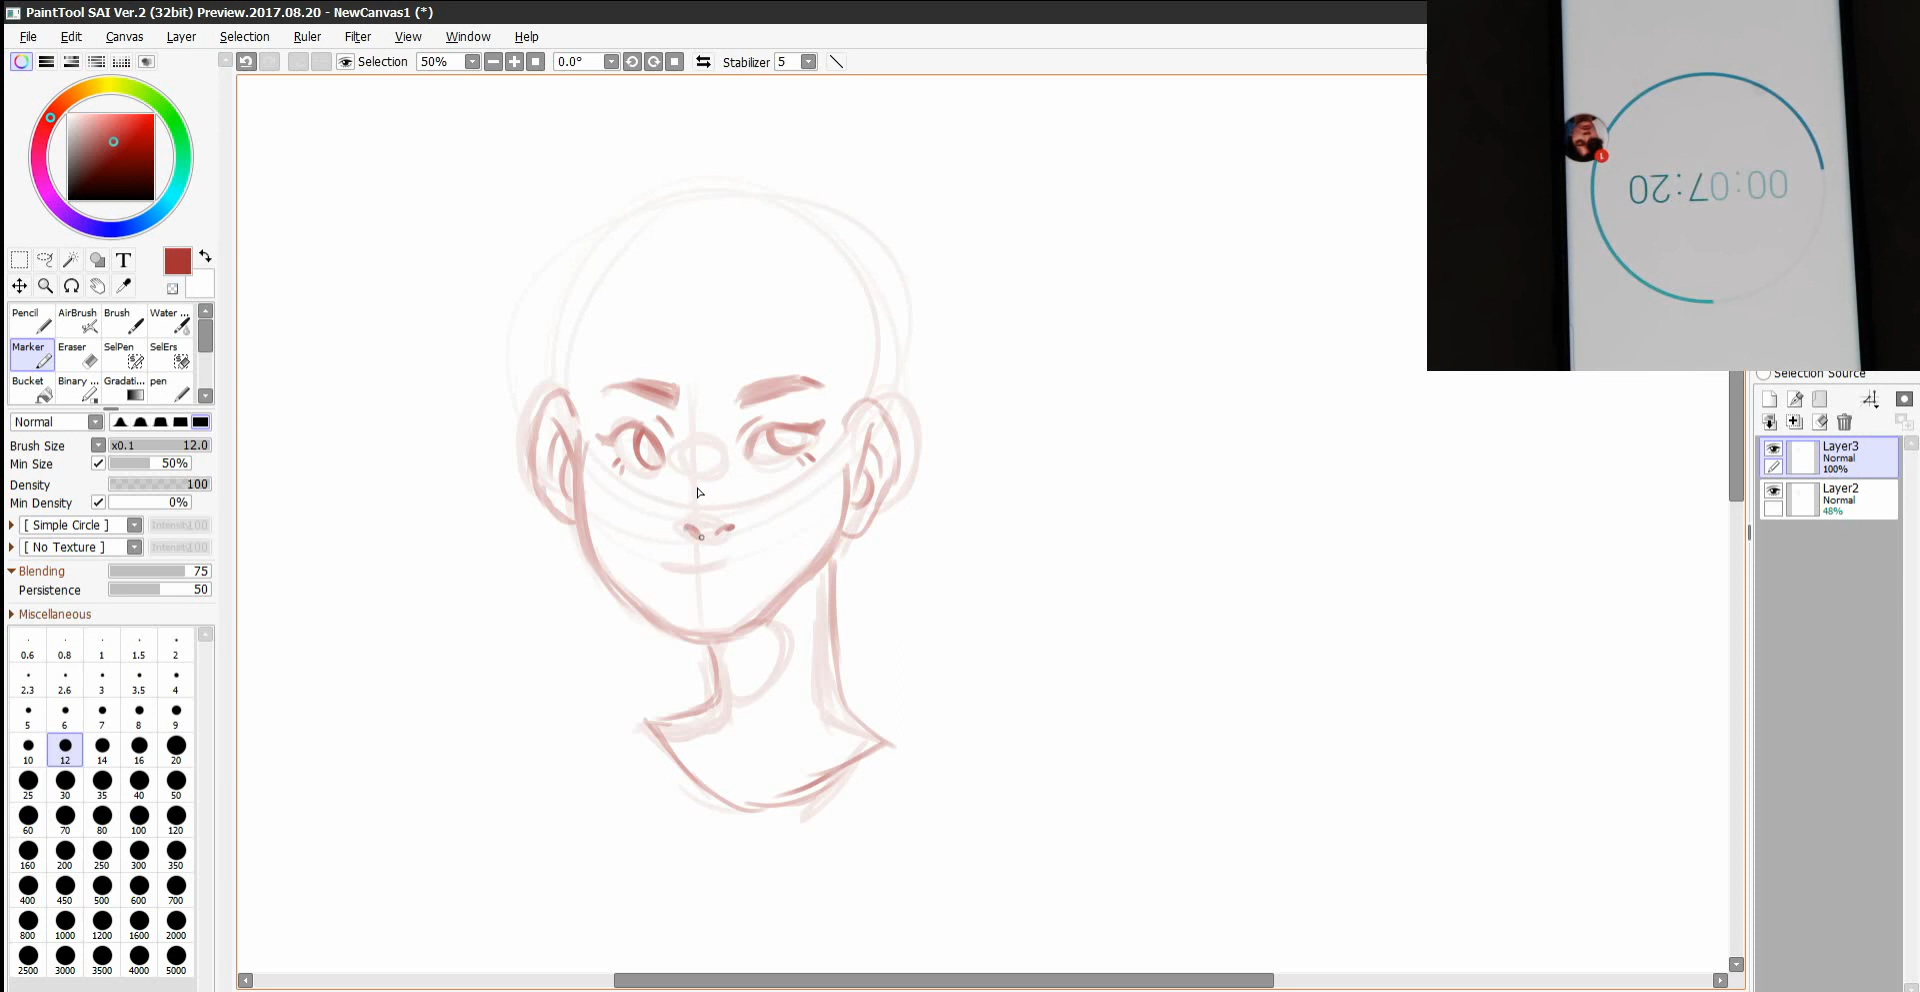 PaintTool SAI Ver.2 (32bit) Preview.2017.08.20 - NewCanvas1 (*)
File Edit Canvas Layer Selection Ruler Filter View Window Help
Selection 50% 0.0° Stabilizer 5
00:07:20
1
T
Pencil AirBrush Brush Water ...
Marker Eraser SelPen SelErs
Bucket Binary ... Gradati... pen
Normal
Brush Size x0.1 12.0
Min Size 50%
Density 100
Min Density 0%
[ Simple Circle ] Intensity 100
[ No Texture ] Intensity 100
Blending 75
Persistence 50
Miscellaneous
0.6 0.8 1 1.5 2
2.3 2.6 3 3.5 4
5 6 7 8 9
10 12 14 16 20
25 30 35 40 50
60 70 80 100 120
160 200 250 300 350
400 450 500 600 700
800 1000 1200 1600 2000
2500 3000 3500 4000 5000
Selection Source
Layer3
Normal
100%
Layer2
Normal
48%